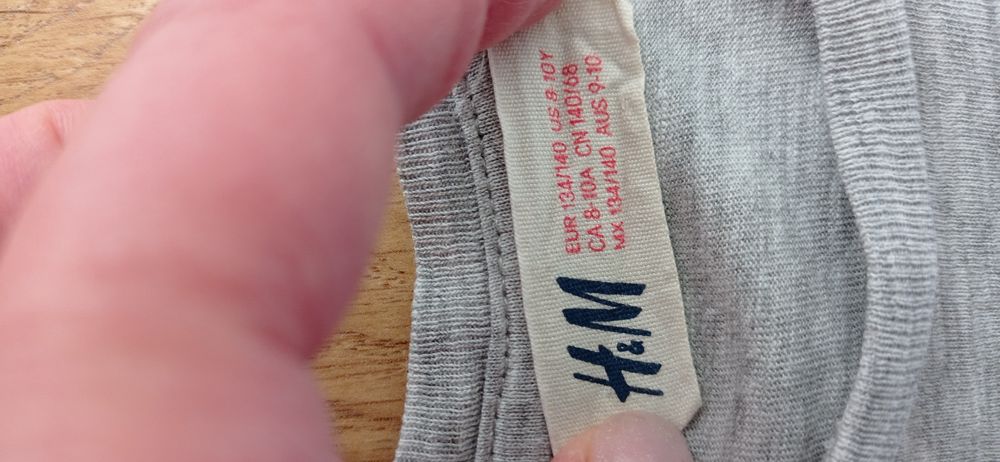 EUR 134/140 US 8-10Y
CA 8-10A CN 140/68
MX 134/140 AUS 9-10
H&M